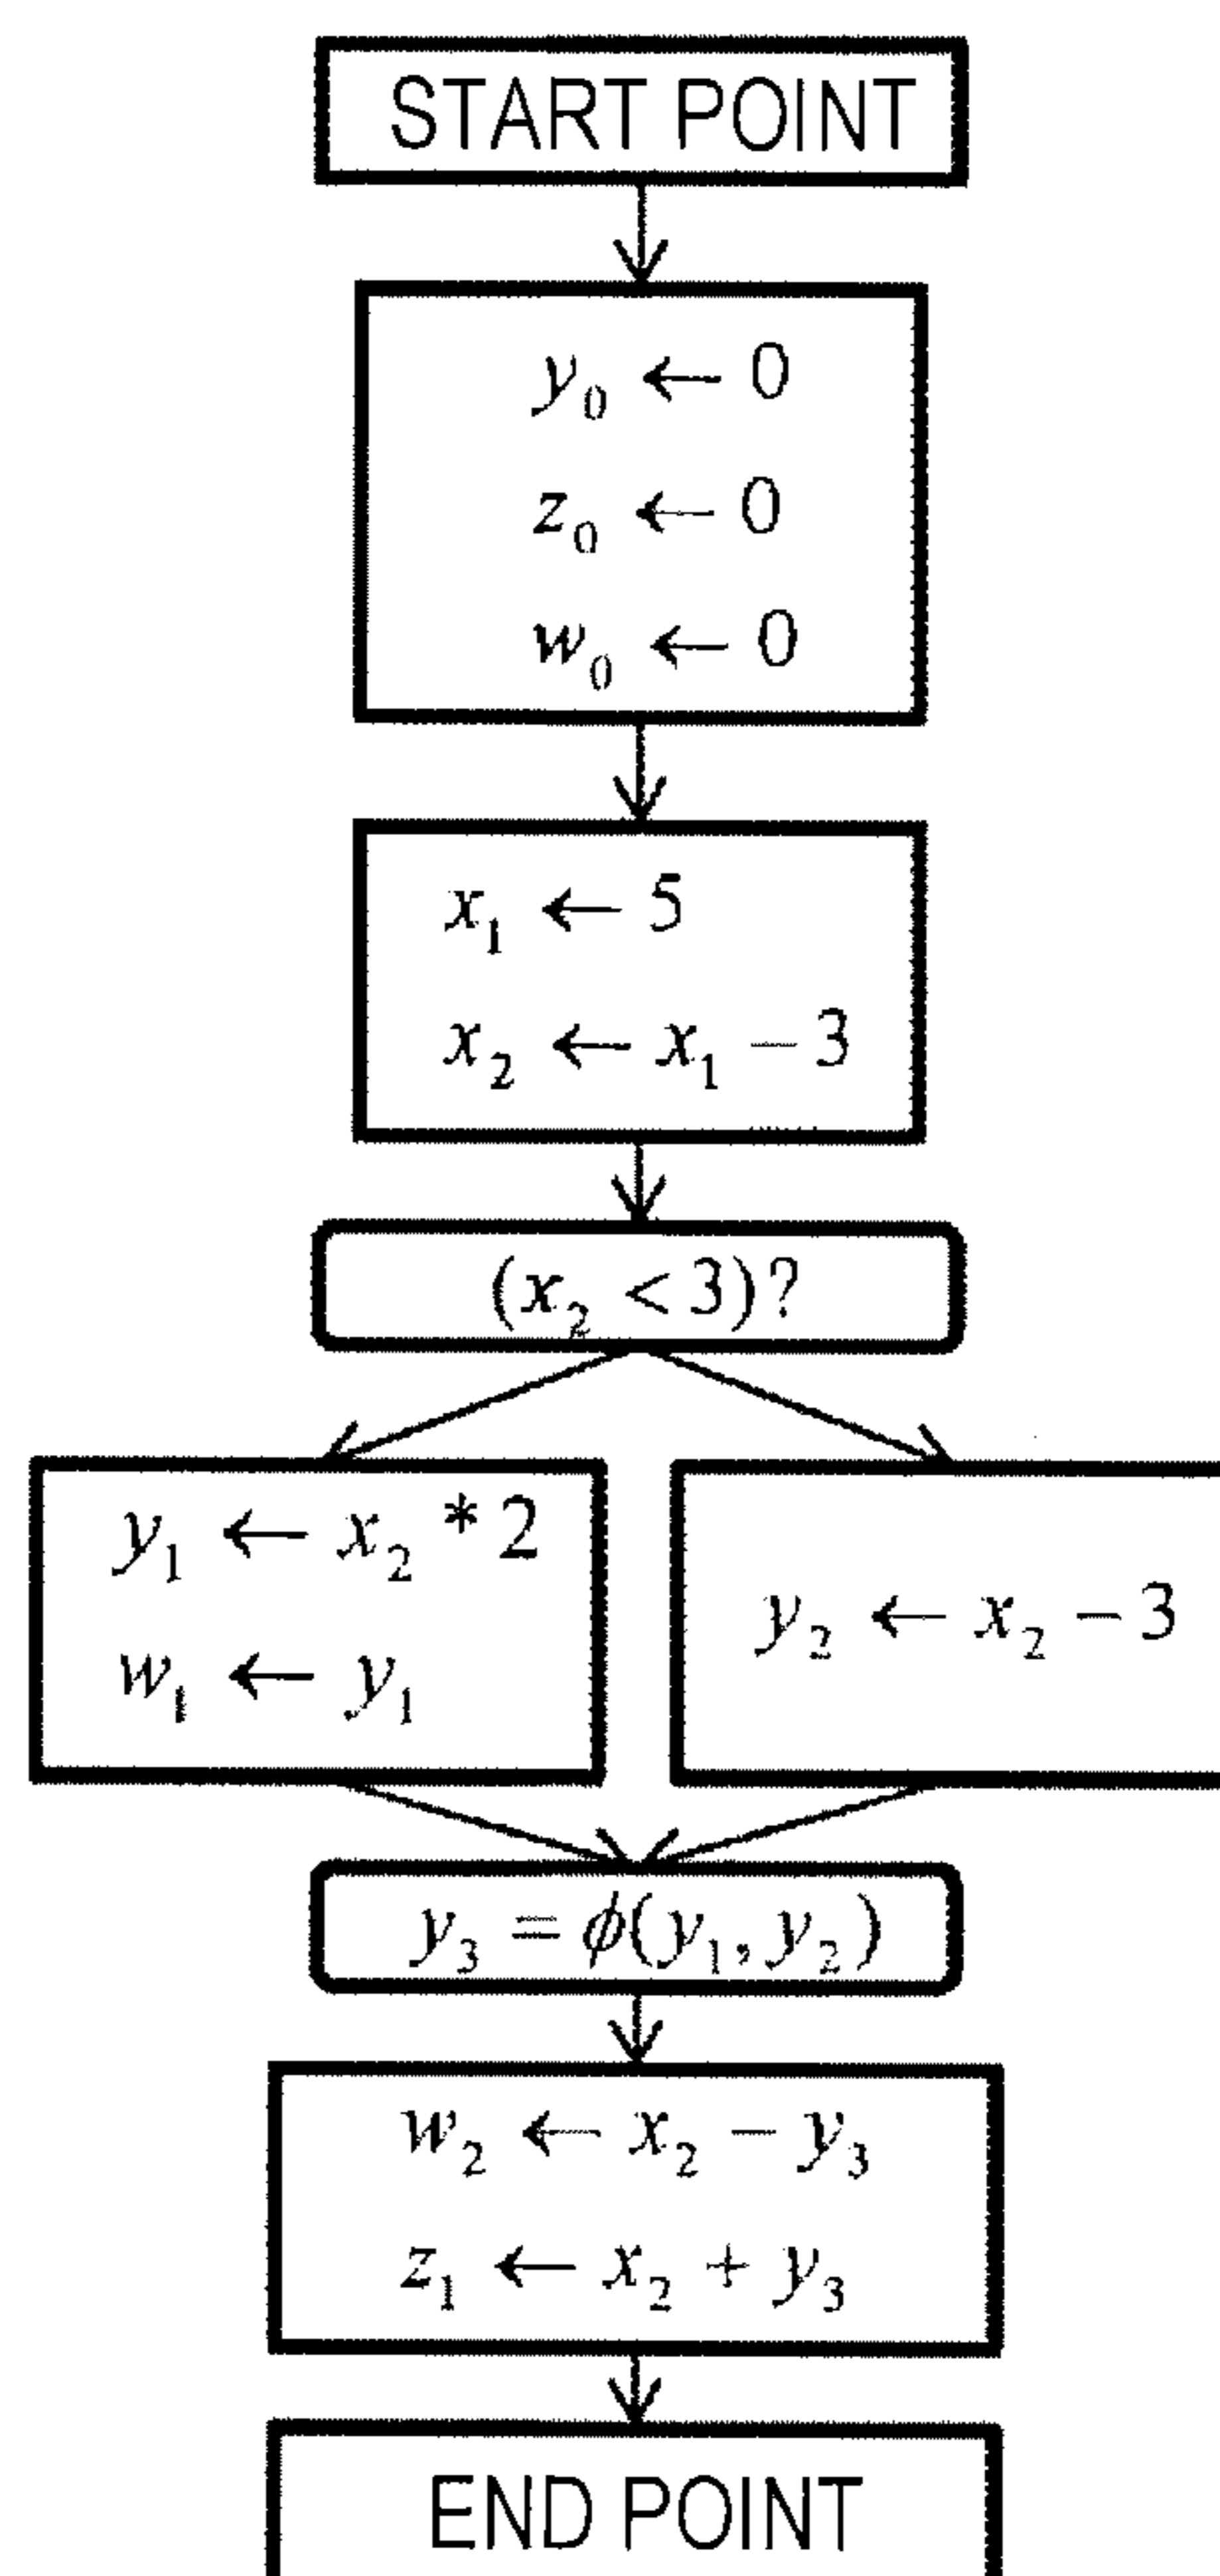 START POINT
y₀ ← 0
z₀ ← 0
w₀ ← 0
x₁ ← 5
x₂ ← x₁ − 3
(x₂ < 3)?
y₁ ← x₂ * 2
w₁ ← y₁
y₂ ← x₂ − 3
y₃ = ϕ(y₁, y₂)
w₂ ← x₂ − y₃
z₁ ← x₂ + y₃
END POINT